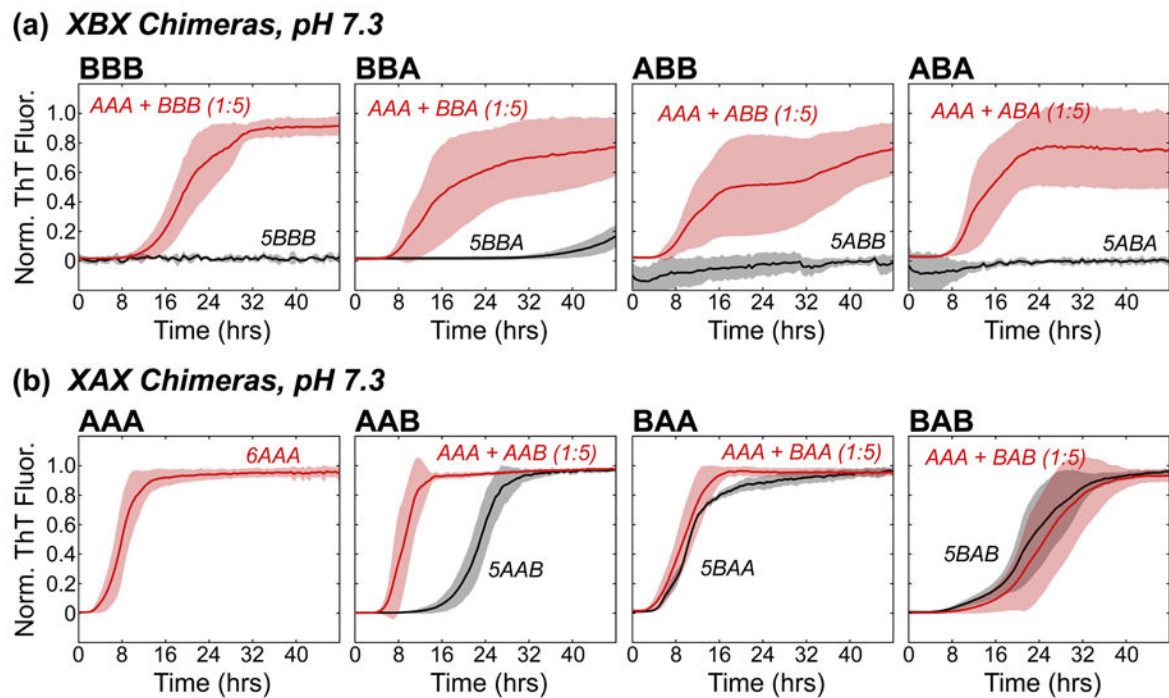 (a) XBX Chimeras, pH 7.3
BBB BBA ABB ABA
AAA + BBB (1:5) AAA + BBA (1:5) AAA + ABB (1:5) AAA + ABA (1:5)
1.0
0.8
0.6
0.4
0.2
0
Norm. ThT Fluor.
5BBB 5BBA 5ABB 5ABA
0 8 16 24 32 40 0 8 16 24 32 40 0 8 16 24 32 40 0 8 16 24 32 40
Time (hrs) Time (hrs) Time (hrs) Time (hrs)
(b) XAX Chimeras, pH 7.3
AAA AAB BAA BAB
6AAA AAA + AAB (1:5) AAA + BAA (1:5) AAA + BAB (1:5)
1.0
0.8
0.6
0.4
0.2
0
Norm. ThT Fluor.
5AAB 5BAA 5BAB
0 8 16 24 32 40 0 8 16 24 32 40 0 8 16 24 32 40 0 8 16 24 32 40
Time (hrs) Time (hrs) Time (hrs) Time (hrs)